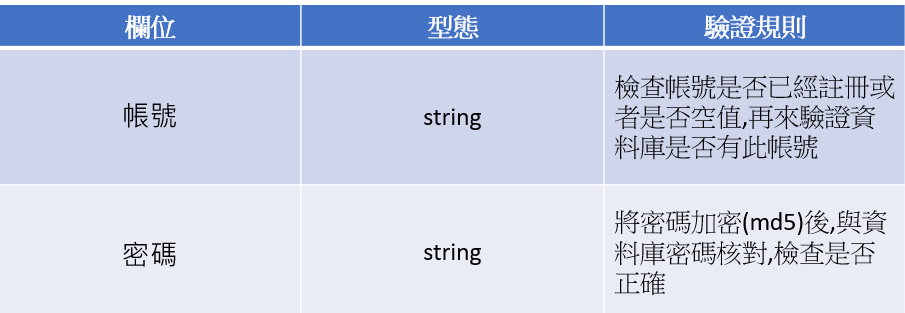 欄位
型態
驗證規則
帳號
string
檢查帳號是否已經註冊或
者是否空值,再來驗證資
料庫是否有此帳號
密碼
string
將密碼加密(md5)後,與資
料庫密碼核對,檢查是否
正確